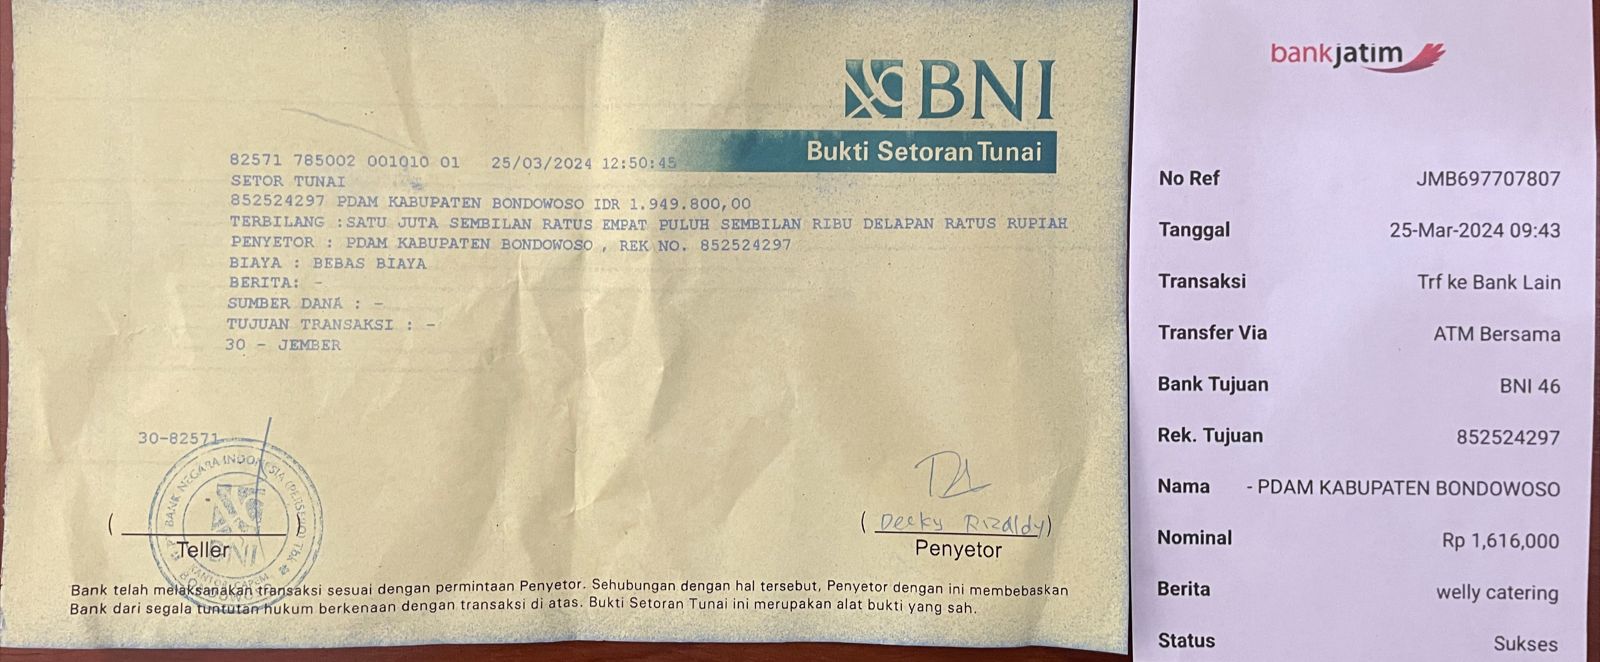 BNI
Bukti Setoran Tunai
82571 785002 001010 01 25/03/2024 12:50:45
SETOR TUNAI
852524297 PDAM KABUPATEN BONDOWOSO IDR 1.949.800,00
TERBILANG :SATU JUTA SEMBILAN RATUS EMPAT PULUH SEMBILAN RIBU DELAPAN RATUS RUPIAH
PENYETOR : PDAM KABUPATEN BONDOWOSO , REK NO. 852524297
BIAYA : BEBAS BIAYA
BERITA: -
SUMBER DANA : -
TUJUAN TRANSAKSI : -
30 - JEMBER
30-82571
PT BANK NEGARA INDONESIA (PERSERO) Tbk
BNI
KANTOR CAPEM
BONDOWOSO
( )
Teller
( Decky Rizaldy)
Penyetor
Bank telah melaksanakan transaksi sesuai dengan permintaan Penyetor. Sehubungan dengan hal tersebut, Penyetor dengan ini membebaskan
Bank dari segala tuntutan hukum berkenaan dengan transaksi di atas. Bukti Setoran Tunai ini merupakan alat bukti yang sah.
bankjatim
No Ref JMB697707807
Tanggal 25-Mar-2024 09:43
Transaksi Trf ke Bank Lain
Transfer Via ATM Bersama
Bank Tujuan BNI 46
Rek. Tujuan 852524297
Nama - PDAM KABUPATEN BONDOWOSO
Nominal Rp 1,616,000
Berita welly catering
Status Sukses